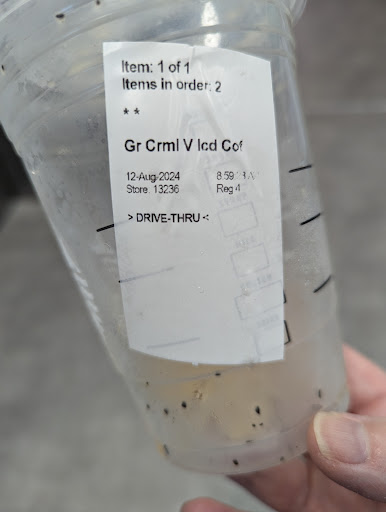 Item: 1 of 1
Items in order: 2
**
Gr Crml V Icd Cof
12-Aug-2024
Store: 13236 Reg 4
> DRIVE-THRU <